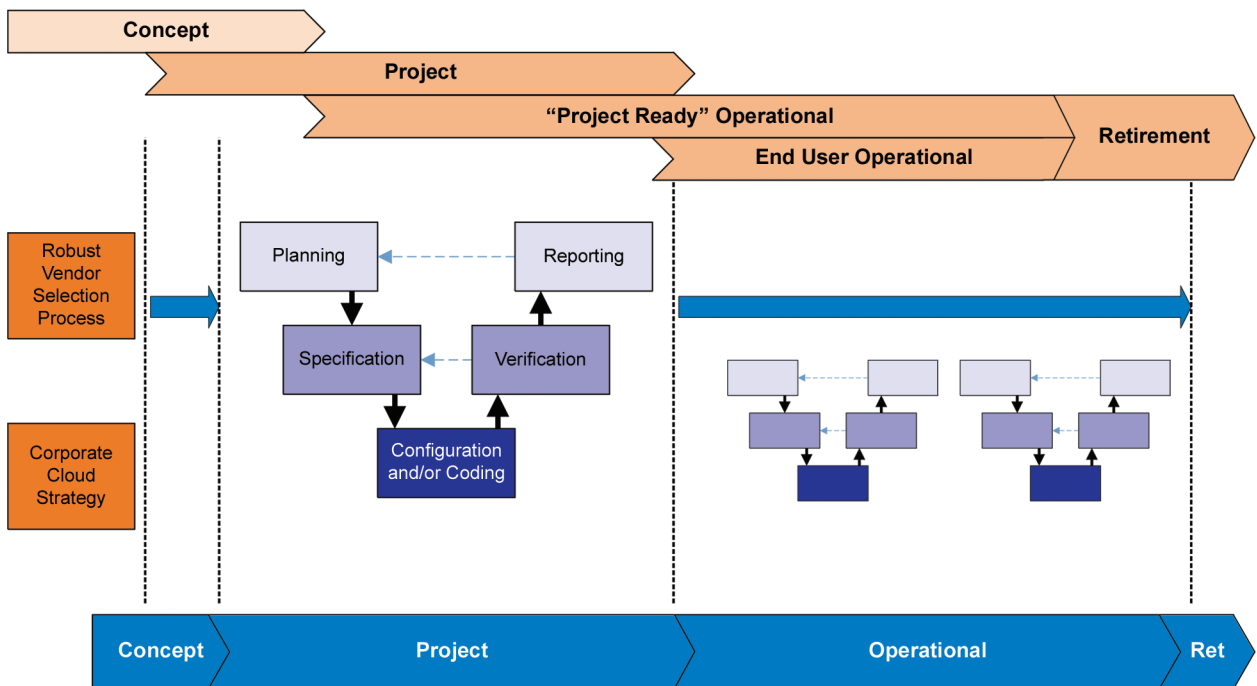 Concept
Project
“Project Ready” Operational
Retirement
End User Operational
Robust
Vendor
Selection
Process
Planning
Reporting
Specification
Verification
Corporate
Cloud
Strategy
Configuration
and/or Coding
Concept
Project
Operational
Ret